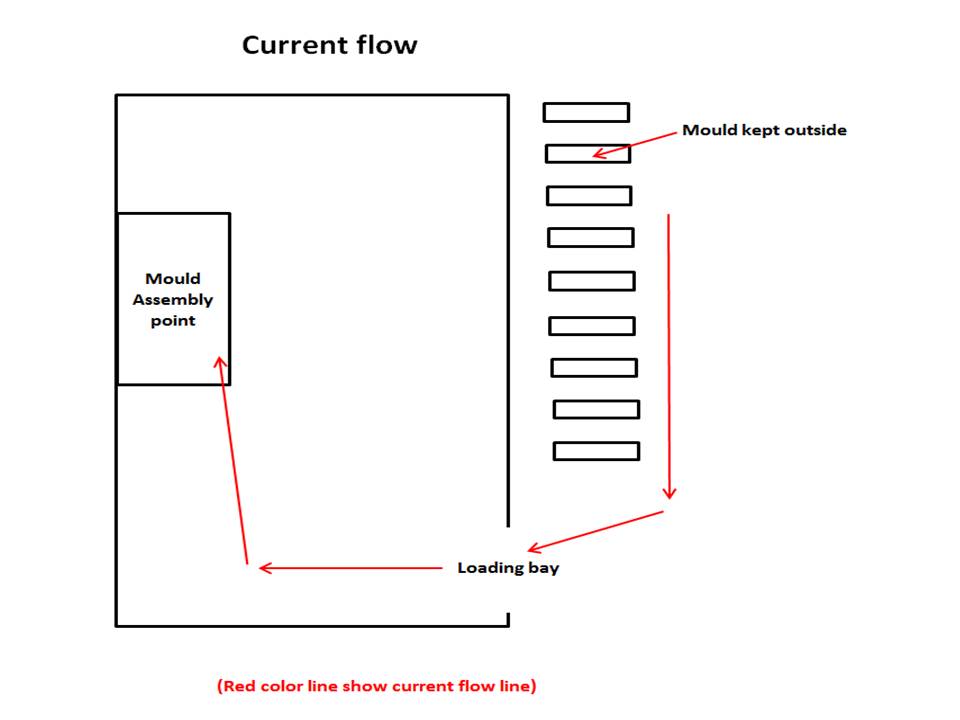 Current flow
Mould kept outside
Mould
Assembly
point
Loading bay
(Red color line show current flow line)